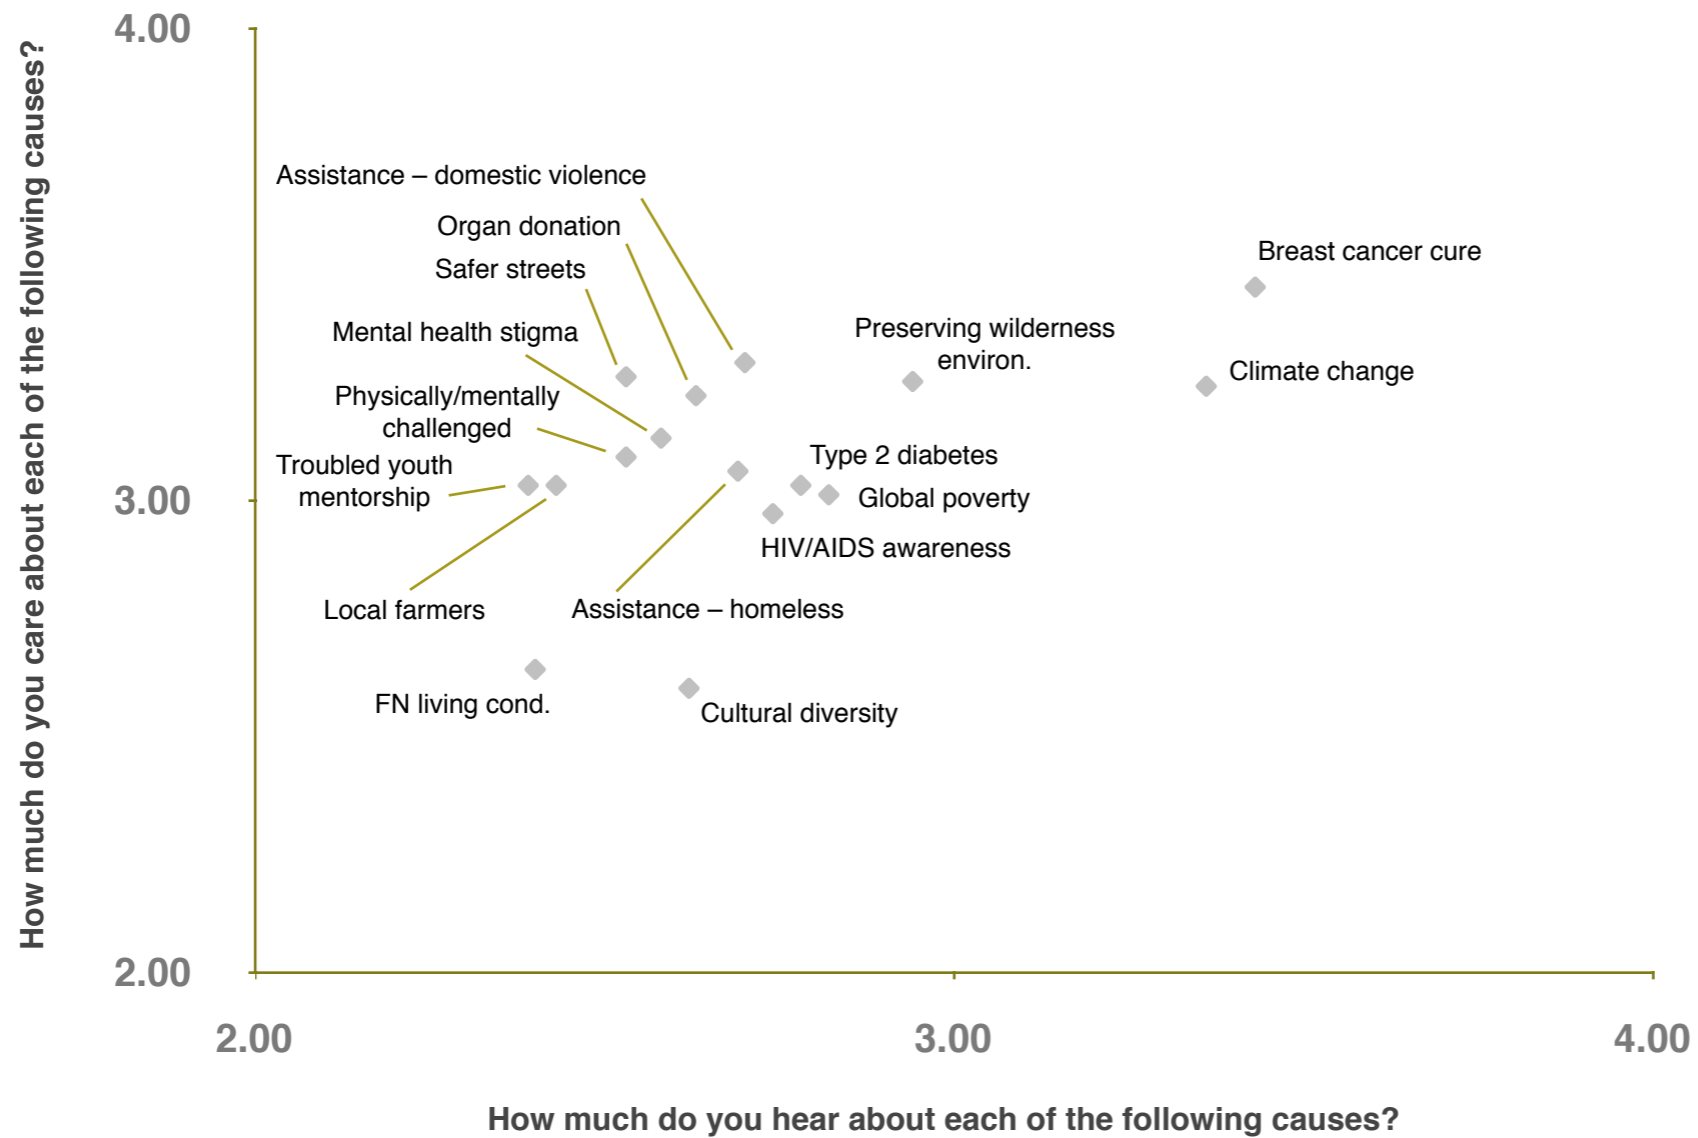 How much do you care about each of the following causes?
4.00
3.00
2.00
Assistance – domestic violence
Organ donation
Safer streets
Mental health stigma
Physically/mentally
challenged
Troubled youth
mentorship
Local farmers
Assistance – homeless
FN living cond.
Cultural diversity
Breast cancer cure
Preserving wilderness
environ.
Climate change
Type 2 diabetes
Global poverty
HIV/AIDS awareness
2.00
3.00
4.00
How much do you hear about each of the following causes?